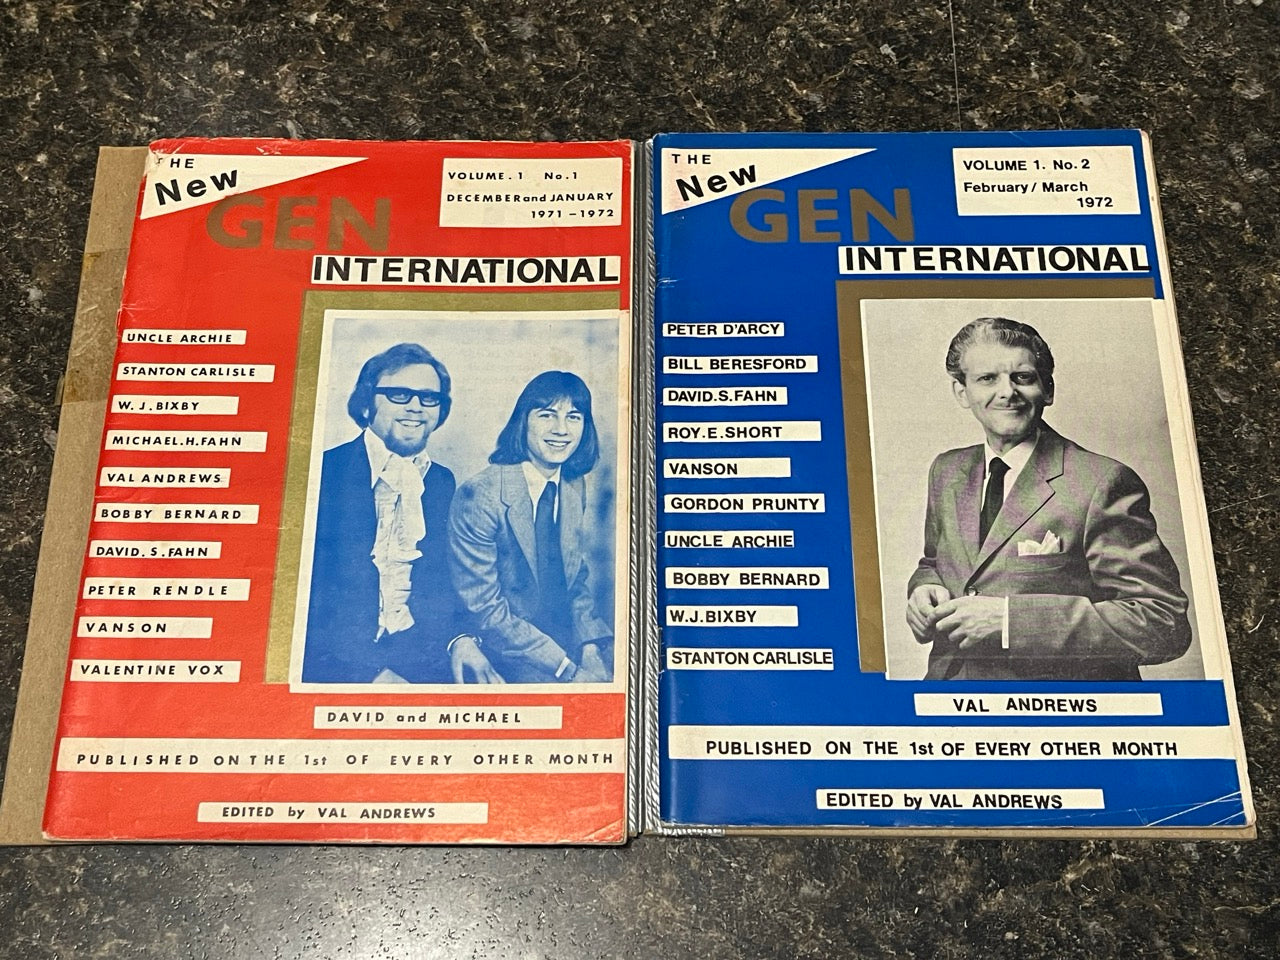 THE
New
GEN
INTERNATIONAL
VOLUME.1 No.1
DECEMBER and JANUARY
1971-1972
UNCLE ARCHIE
STANTON CARLISLE
W.J.BIXBY
MICHAEL.H.FAHN
VAL ANDREWS
BOBBY BERNARD
DAVID.S.FAHN
PETER RENDLE
VANSON
VALENTINE VOX
DAVID and MICHAEL
PUBLISHED ON THE 1st OF EVERY OTHER MONTH
EDITED by VAL ANDREWS
THE
New
GEN
INTERNATIONAL
VOLUME 1. No.2
February/March
1972
PETER D'ARCY
BILL BERESFORD
DAVID.S.FAHN
ROY.E.SHORT
VANSON
GORDON PRUNTY
UNCLE ARCHIE
BOBBY BERNARD
W.J.BIXBY
STANTON CARLISLE
VAL ANDREWS
PUBLISHED ON THE 1st OF EVERY OTHER MONTH
EDITED by VAL ANDREWS